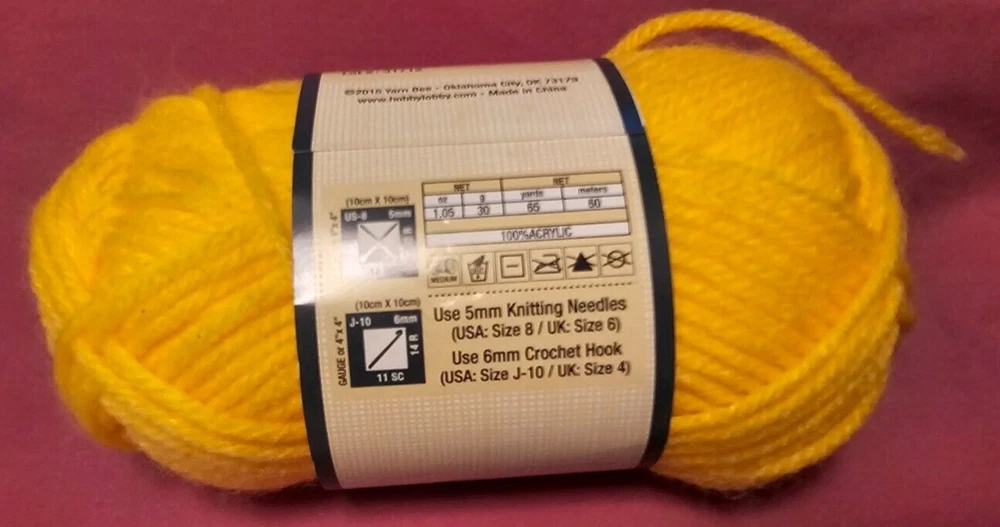 ©2016 Yarn Bee - Oklahoma City, OK 73179
www.hobbylobby.com - Made in China
NET NET
oz g yards meters
1.05 30 65 60
100%ACRYLIC
(10cm X 10cm)
US-8 5mm
4"
R
MEDIUM
(10cm X 10cm)
J-10 6mm
GAUGE or 4"x 4"
14 R
11 SC
Use 5mm Knitting Needles
(USA: Size 8 / UK: Size 6)
Use 6mm Crochet Hook
(USA: Size J-10 / UK: Size 4)